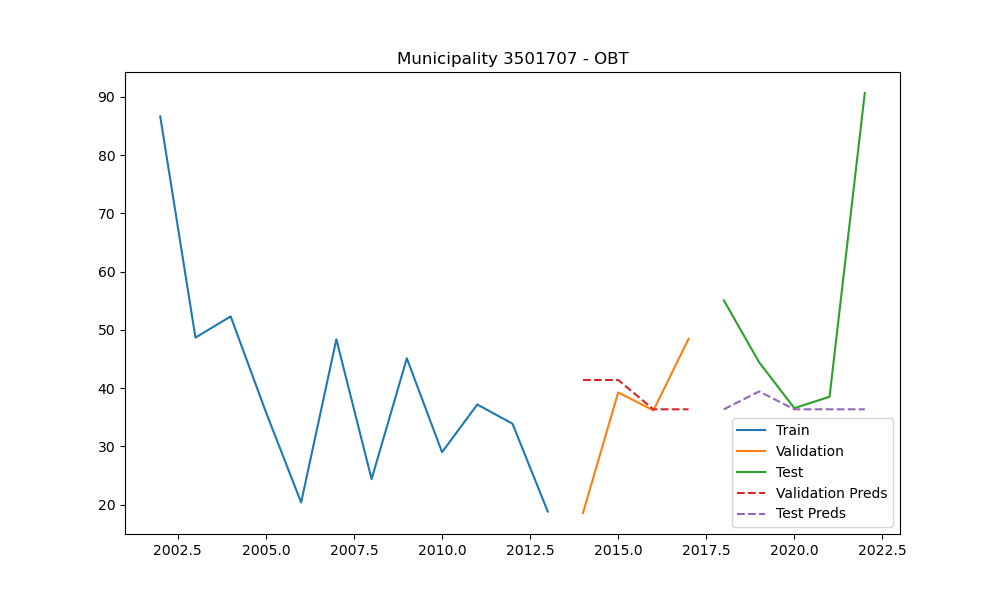 Municipality 3501707 - OBT
90
80
70
60
50
40
30
20
2002.5 2005.0 2007.5 2010.0 2012.5 2015.0 2017.5 2020.0 2022.5
Train
Validation
Test
Validation Preds
Test Preds